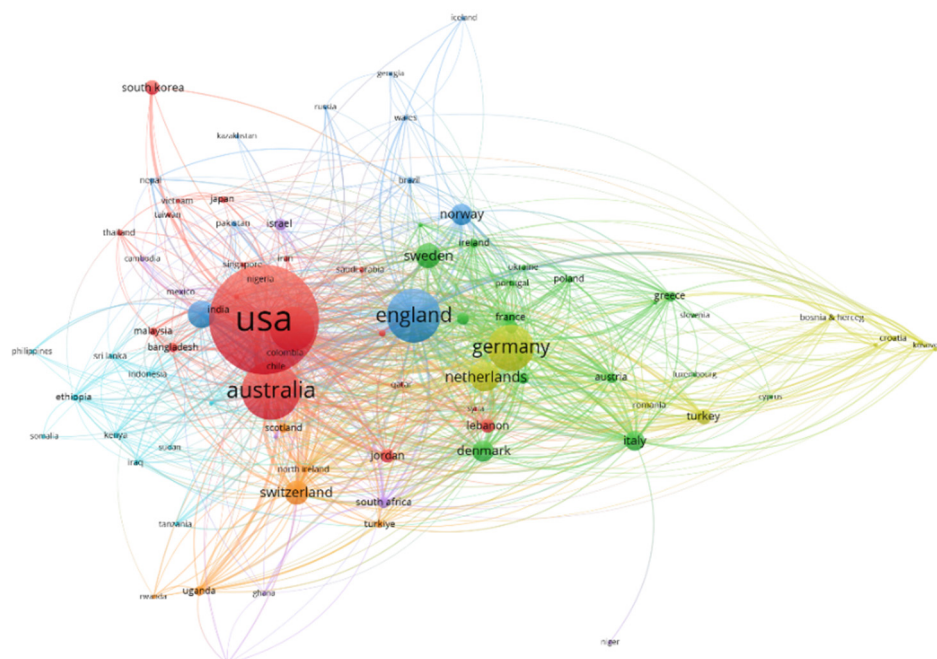 iceland
georgia
south korea
russia
wales
kazakhstan
nepal
brazil
vietnam
japan
taiwan
norway
pakistan
israel
thailand
ireland
cambodia
singapore
iran
sweden
saudi arabia
ukraine
nigeria
portugal
poland
mexico
greece
india
usa
england
france
slovenia
bosnia & herceg
malaysia
croatia
bangladesh
germany
kosovo
philippines
sri lanka
colombia
chile
indonesia
netherlands
austria
luxembourg
australia
qatar
ethiopia
cyprus
romania
syria
turkey
scotland
lebanon
somalia
kenya
italy
sudan
denmark
jordan
iraq
north ireland
switzerland
south africa
tanzania
turkiye
uganda
rwanda
ghana
niger